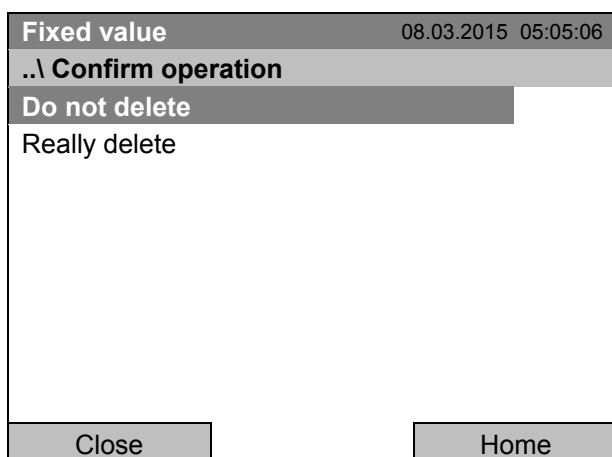 Fixed value 08.03.2015 05:05:06
..\ Confirm operation
Do not delete
Really delete
Close Home